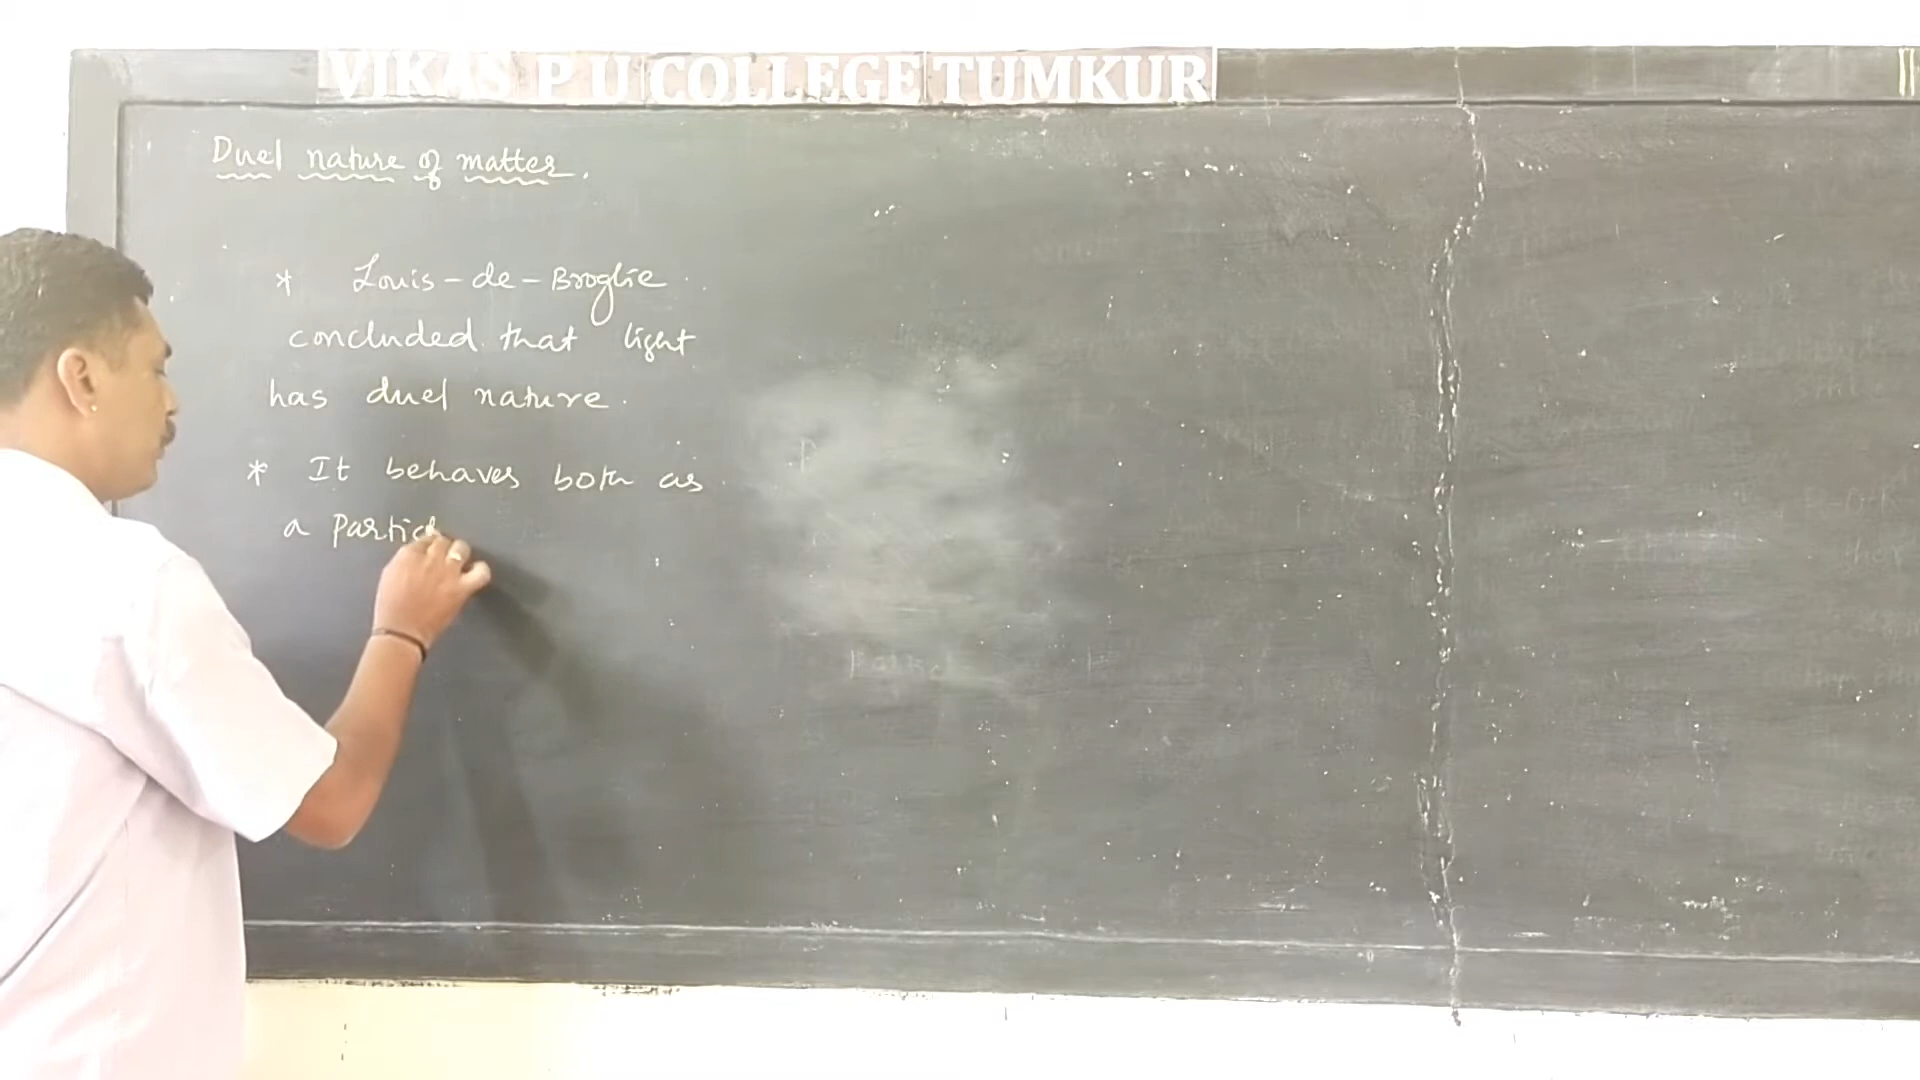 VIKAS P U COLLEGE TUMKUR
Duel nature of matter.
* Louis-de-Broglie
concluded that light
has duel nature.
* It behaves both as
a Partic